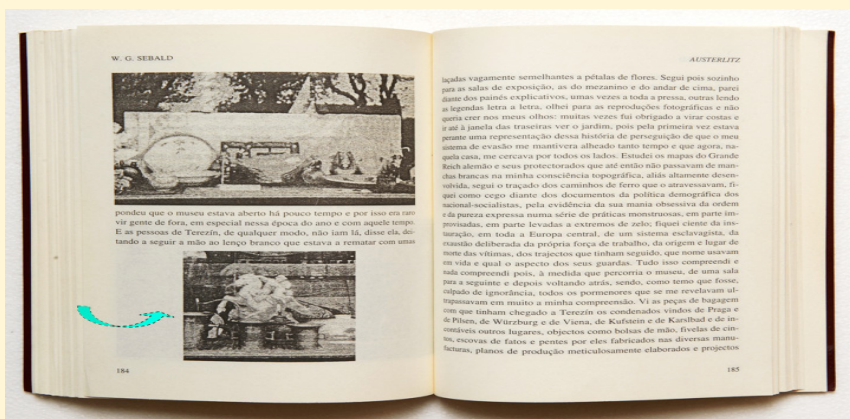 W. G. SEBALD
pondeu que o museu estava aberto há pouco tempo e por isso era raro
vir gente de fora, em especial nessa época do ano e com aquele tempo.
E as pessoas de Terezín, de qualquer modo, não iam lá, disse ela, dei-
tando a seguir a mão ao lenço branco que estava a rematar com umas
184
AUSTERLITZ
laçadas vagamente semelhantes a pétalas de flores. Segui pois sozinho
para as salas de exposição, as do mezanino e do andar de cima, parei
diante dos painéis explicativos, umas vezes a toda a pressa, outras lendo
as legendas letra a letra, olhei para as reproduções fotográficas e não
queria crer nos meus olhos: muitas vezes fui obrigado a virar costas e
ir até à janela das traseiras ver o jardim, pois pela primeira vez estava
perante uma representação dessa história de perseguição de que o meu
sistema de evasão me mantivera alheado tanto tempo e que agora, na-
quela casa, me cercava por todos os lados. Estudei os mapas do Grande
Reich alemão e seus protectorados que até então não passavam de man-
chas brancas na minha consciência topográfica, aliás altamente desen-
volvida, segui o traçado dos caminhos de ferro que o atravessavam, fi-
quei como cego diante dos documentos da política demográfica dos
nacional-socialistas, pela evidência da sua mania obsessiva da ordem
e da pureza expressa numa série de práticas monstruosas, em parte im-
provisadas, em parte levadas a extremos de zelo; fiquei ciente da ins-
tauração, em toda a Europa central, de um sistema esclavagista, da
exaustão deliberada da própria força de trabalho, da origem e lugar de
morte das vítimas, dos trajectos que tinham seguido, que nome usavam
em vida e qual o aspecto dos seus guardas. Tudo isso compreendi e
nada compreendi pois, à medida que percorria o museu, de uma sala
para a seguinte e depois voltando atrás, sendo, como temo que fosse,
culpado de ignorância, todos os pormenores que se me revelavam ul-
trapassavam em muito a minha compreensão. Vi as peças de bagagem
com que tinham chegado a Terezín os condenados vindos de Praga e
de Pilsen, de Würzburg e de Viena, de Kufstein e de Karlsbad e de in-
contáveis outros lugares, objectos como bolsas de mão, fivelas de cin-
tos, escovas de fatos e pentes por eles fabricados nas diversas manu-
facturas, planos de produção meticulosamente elaborados e projectos
185